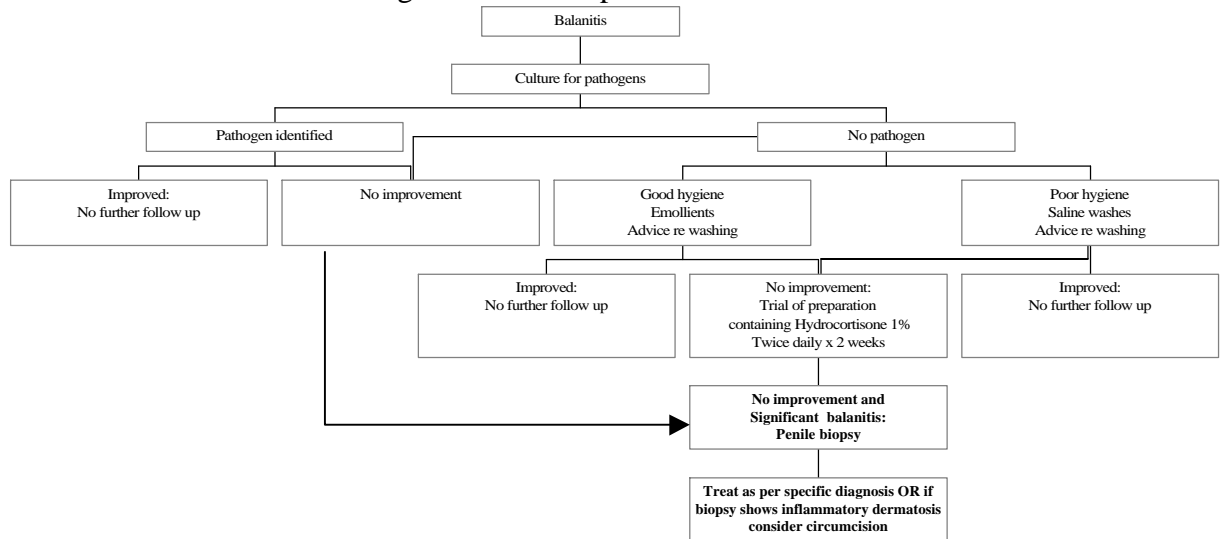 Balanitis
Culture for pathogens
Pathogen identified
No pathogen
Improved:
No further follow up
No improvement
Good hygiene
Emollients
Advice re washing
Poor hygiene
Saline washes
Advice re washing
Improved:
No further follow up
No improvement:
Trial of preparation
containing Hydrocortisone 1%
Twice daily x 2 weeks
Improved:
No further follow up
No improvement and
Significant balanitis:
Penile biopsy
Treat as per specific diagnosis OR if
biopsy shows inflammatory dermatosis
consider circumcision